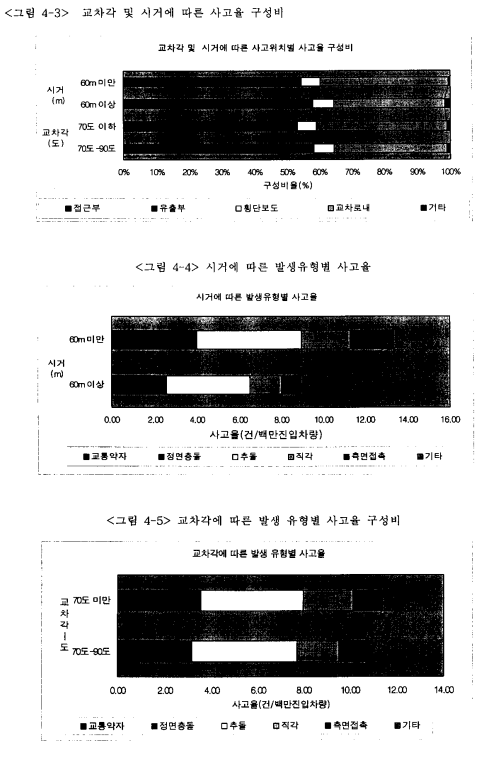 <그림 4-3> 교차각 및 시거에 따른 사고율 구성비
교차각 및 시거에 따른 사고위치별 사고율 구성비
시거
(m)
60m 미만
60m 이상
교차각
(도)
70도 이하
70도-90도
0% 10% 20% 30% 40% 50% 60% 70% 80% 90% 100%
구성비율(%)
접근부 유출부 횡단보도 교차로내 기타
<그림 4-4> 시거에 따른 발생유형별 사고율
시거에 따른 발생유형별 사고율
60m 미만
시거
(m)
60m 이상
0.00 2.00 4.00 6.00 8.00 10.00 12.00 14.00 16.00
사고율(건/백만진입차량)
교통약자 정면충돌 추돌 직각 측면접촉 기타
<그림 4-5> 교차각에 따른 발생 유형별 사고율 구성비
교차각에 따른 발생 유형별 사고율
교차각-도
70도 미만
70도-90도
0.00 2.00 4.00 6.00 8.00 10.00 12.00 14.00
사고율(건/백만진입차량)
교통약자 정면충돌 추돌 직각 측면접촉 기타